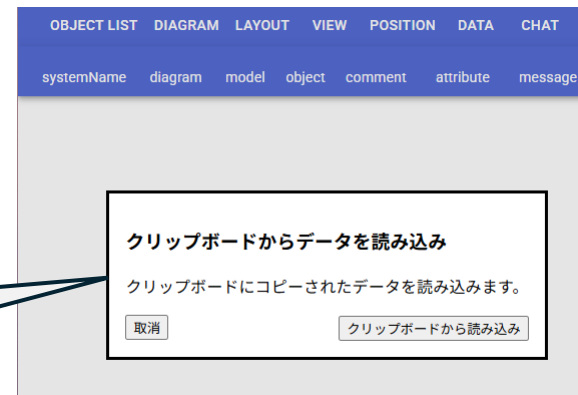 OBJECT LIST DIAGRAM LAYOUT VIEW POSITION DATA CHAT
systemName diagram model object comment attribute message
クリップボードからデータを読み込み
クリップボードにコピーされたデータを読み込みます。
取消 クリップボードから読み込み